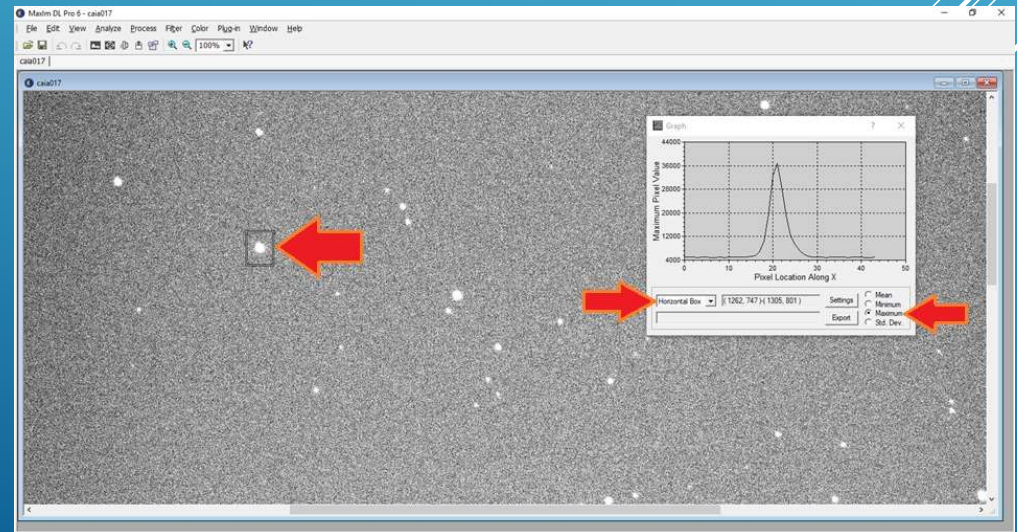 MaxIm DL Pro 6 - caia017
File Edit View Analyze Process Filter Color Plug-in Window Help
100%
caia017
caia017
Graph
44000
36000
28000
20000
12000
4000
Maximum Pixel Value
0 10 20 30 40 50
Pixel Location Along X
Horizontal Box ( 1262, 747 )-( 1305, 801 ) Settings
Export
Mean
Minimum
Maximum
Std. Dev.